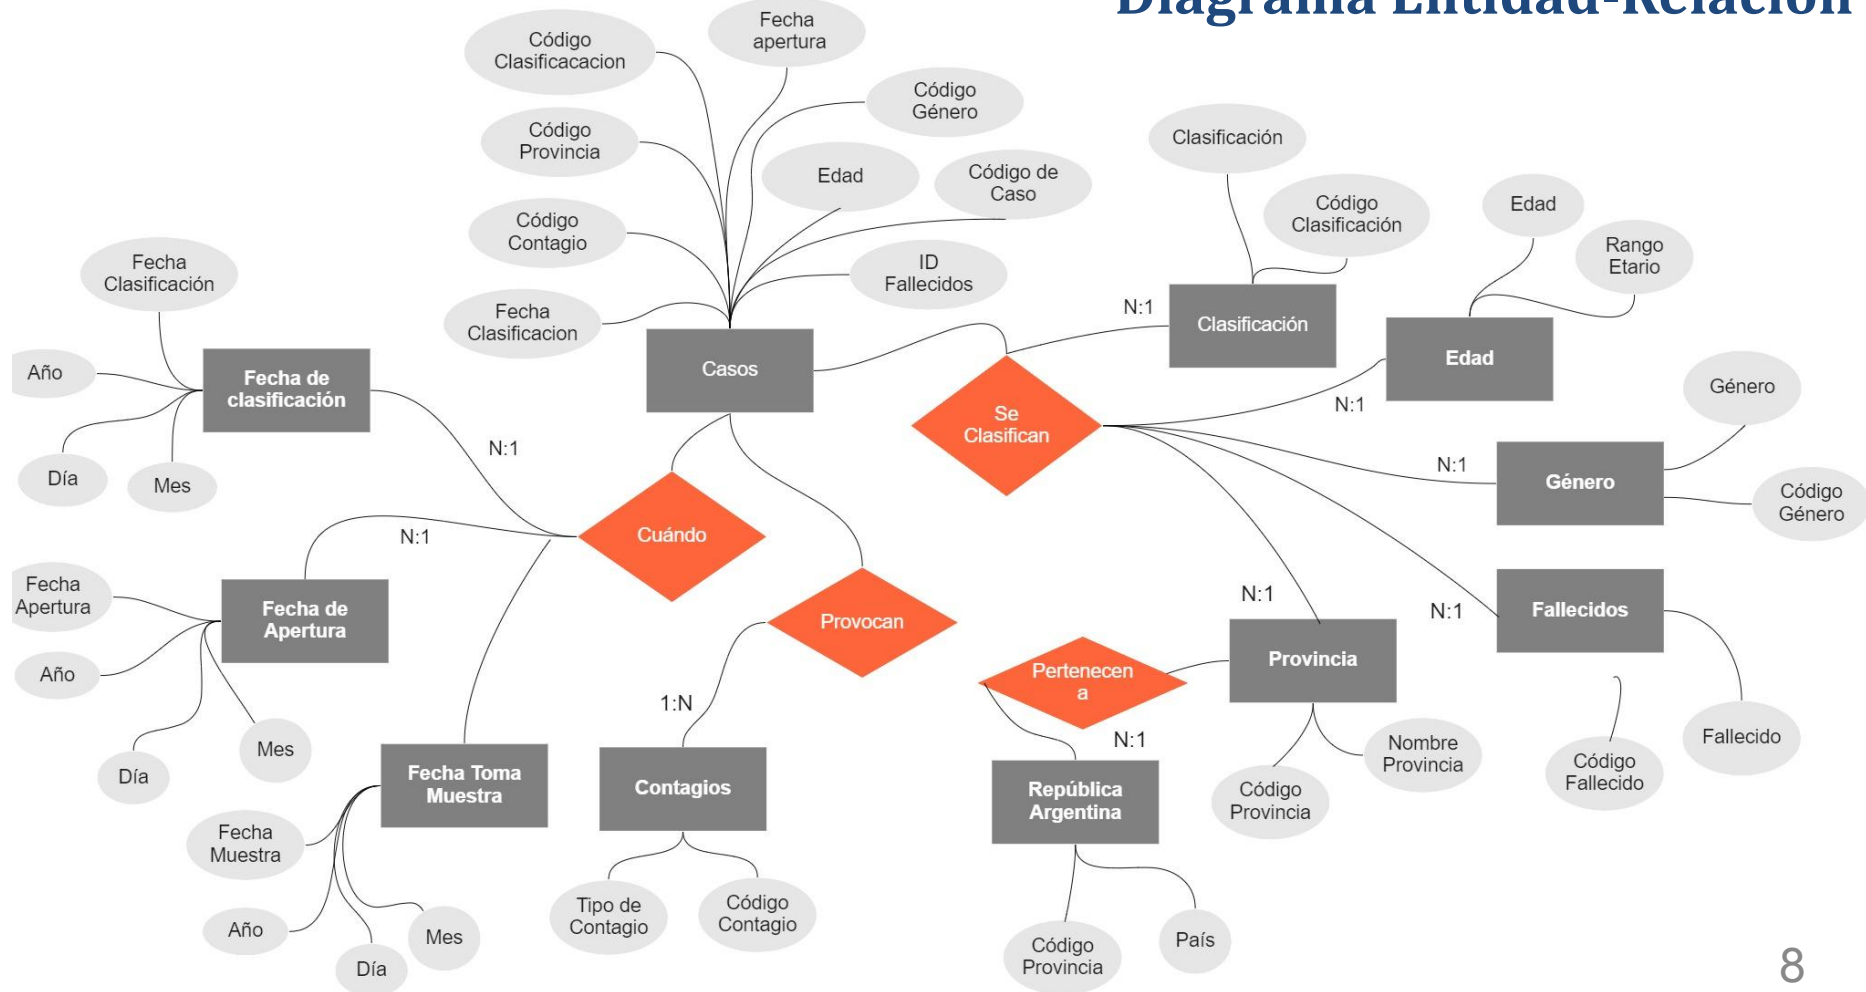 Diagrama Entidad-Relación
Fecha
apertura
Código
Clasificacacion
Código
Género
Código
Provincia
Clasificación
Edad
Código de
Caso
Código
Clasificación
Edad
Código
Contagio
Rango
Etario
Fecha
Clasificación
ID
Fallecidos
Fecha
Clasificacion
N:1
Clasificación
Casos
Edad
Año
Fecha de
clasificación
Género
N:1
Se
Clasifican
N:1
N:1
Género
Día
Mes
Código
Género
N:1
Cuándo
Fecha
Apertura
Fecha de
Apertura
Provocan
N:1
N:1
Fallecidos
Provincia
Pertenecen
a
Año
1:N
N:1
Mes
Día
Nombre
Provincia
Fallecido
Fecha Toma
Muestra
Contagios
República
Argentina
Código
Provincia
Código
Fallecido
Fecha
Muestra
Tipo de
Contagio
Código
Contagio
Año
Mes
Día
Código
Provincia
País
8